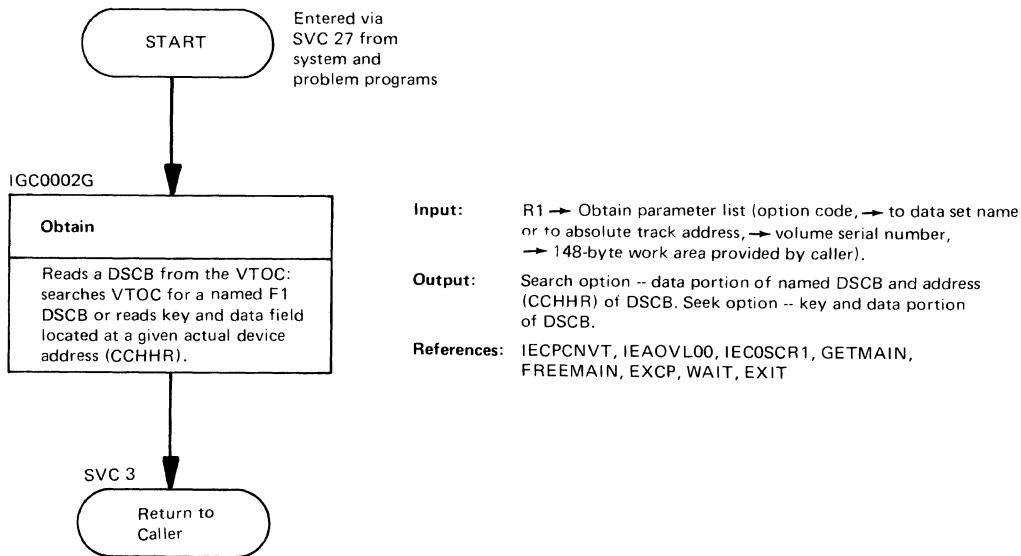 START
Entered via
SVC 27 from
system and
problem programs
IGC0002G
Obtain
Reads a DSCB from the VTOC:
searches VTOC for a named F1
DSCB or reads key and data field
located at a given actual device
address (CCHHR).
Input: R1 → Obtain parameter list (option code, → to data set name
or to absolute track address, → volume serial number,
→ 148-byte work area provided by caller).
Output: Search option -- data portion of named DSCB and address
(CCHHR) of DSCB. Seek option -- key and data portion
of DSCB.
References: IECPCNVT, IEAOVL00, IEC0SCR1, GETMAIN,
FREEMAIN, EXCP, WAIT, EXIT
SVC 3
Return to
Caller